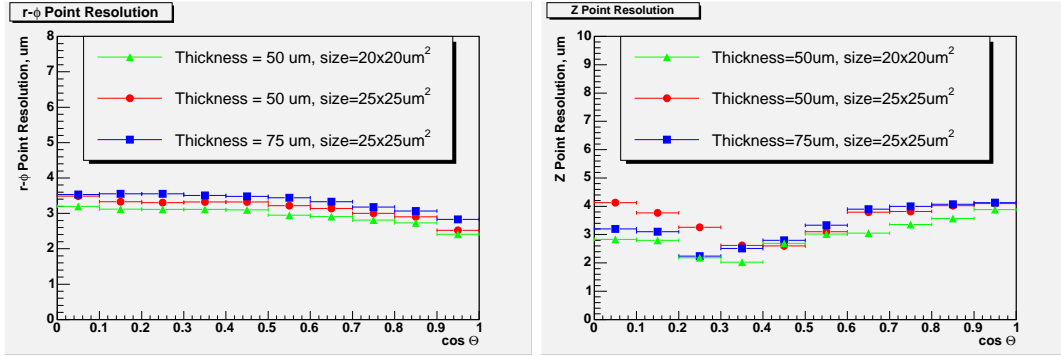 r-ϕ Point Resolution
r-ϕ Point Resolution, um
8
7
6
5
4
3
2
1
0
Thickness = 50 um, size=20x20um²
Thickness = 50 um, size=25x25um²
Thickness = 75 um, size=25x25um²
0 0.1 0.2 0.3 0.4 0.5 0.6 0.7 0.8 0.9 1
cos Θ
Z Point Resolution
Z Point Resolution, um
10
9
8
7
6
5
4
3
2
1
0
Thickness=50um, size=20x20um²
Thickness=50um, size=25x25um²
Thickness=75um, size=25x25um²
0 0.1 0.2 0.3 0.4 0.5 0.6 0.7 0.8 0.9 1
cos Θ